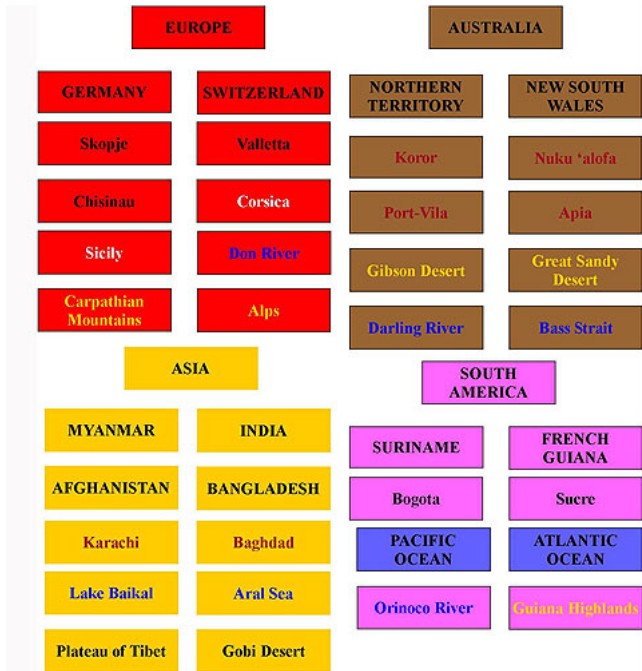 EUROPE
GERMANY
SWITZERLAND
Skopje
Valletta
Chisinau
Corsica
Sicily
Don River
Carpathian
Mountains
Alps
AUSTRALIA
NORTHERN
TERRITORY
NEW SOUTH
WALES
Koror
Nuku ‘alofa
Port-Vila
Apia
Gibson Desert
Great Sandy
Desert
Darling River
Bass Strait
ASIA
MYANMAR
INDIA
AFGHANISTAN
BANGLADESH
Karachi
Baghdad
Lake Baikal
Aral Sea
Plateau of Tibet
Gobi Desert
SOUTH
AMERICA
SURINAME
FRENCH
GUIANA
Bogota
Sucre
PACIFIC
OCEAN
ATLANTIC
OCEAN
Orinoco River
Guiana Highlands